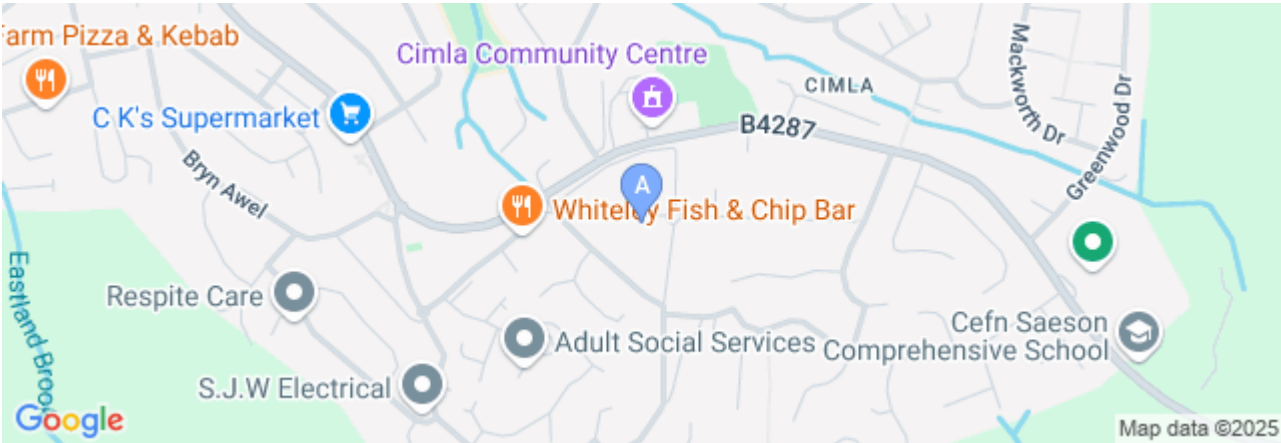 Farm Pizza & Kebab
Cimla Community Centre
CIMLA
Mackworth Dr
C K's Supermarket
B4287
Greenwood Dr
Bryn Awel
A
Whiteley Fish & Chip Bar
Eastland Brook
Respite Care
Adult Social Services
Cefn Saeson
Comprehensive School
S.J.W Electrical
Google
Map data ©2025